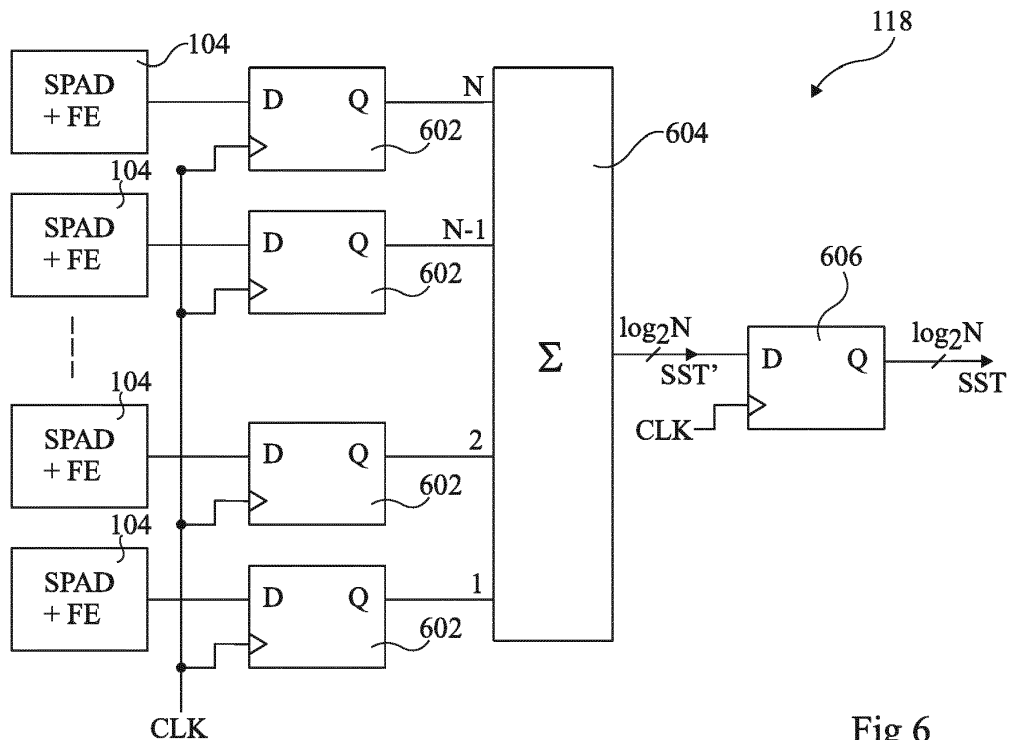 118
104
SPAD
+ FE
D Q
602
N
604
104
SPAD
+ FE
D Q
602
N-1
Σ
log2N
SST'
606
D Q
CLK
log2N
SST
104
SPAD
+ FE
D Q
602
2
104
SPAD
+ FE
D Q
602
1
CLK
Fig 6